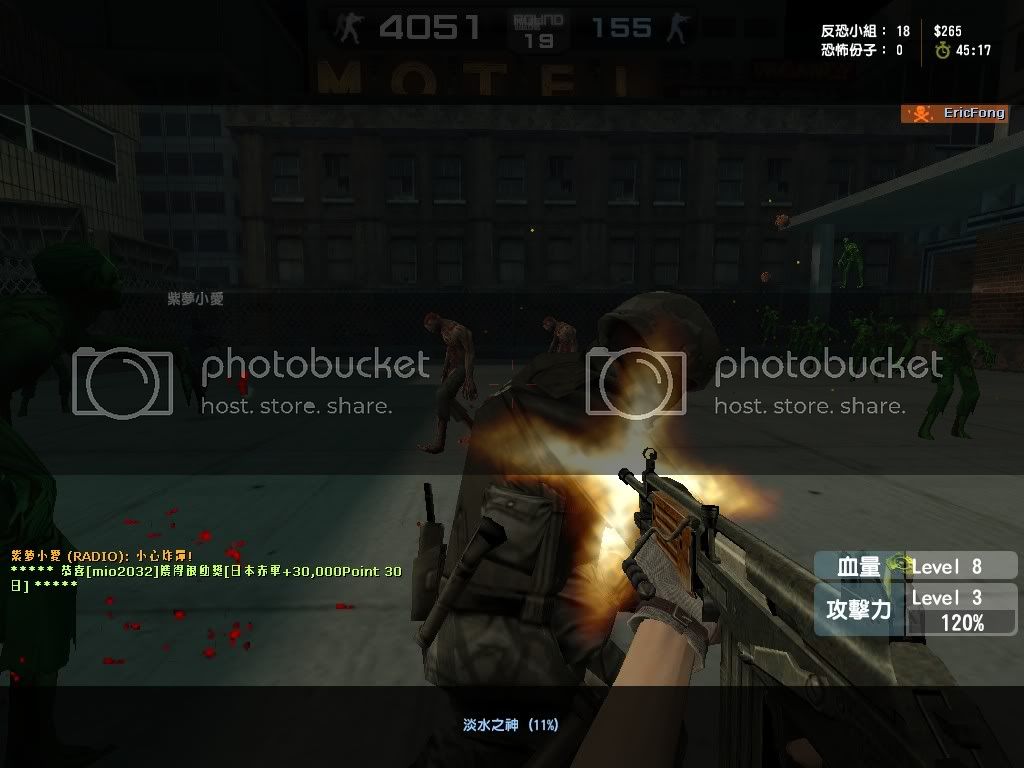 4051 ROUND 19 155
反恐小組： 18 $265
恐怖份子： 0 45:17
MOTEL
EricFong
紫夢小愛
photobucket photobucket
host. store. share. host. store. share.
紫夢小愛 (RADIO): 小心炸彈!
***** 恭喜[mio2032]獲得啟動獎[日本赤軍+30,000Point 30
日] *****
血量 Level 8
攻擊力 Level 3
120%
淡水之神 (11%)